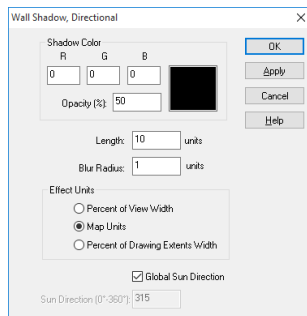 Wall Shadow, Directional
Shadow Color
R G B
0 0 0
Opacity (%): 50
OK
Apply
Cancel
Help
Length: 10 units
Blur Radius: 1 units
Effect Units
Percent of View Width
Map Units
Percent of Drawing Extents Width
Global Sun Direction
Sun Direction (0°-360°): 315